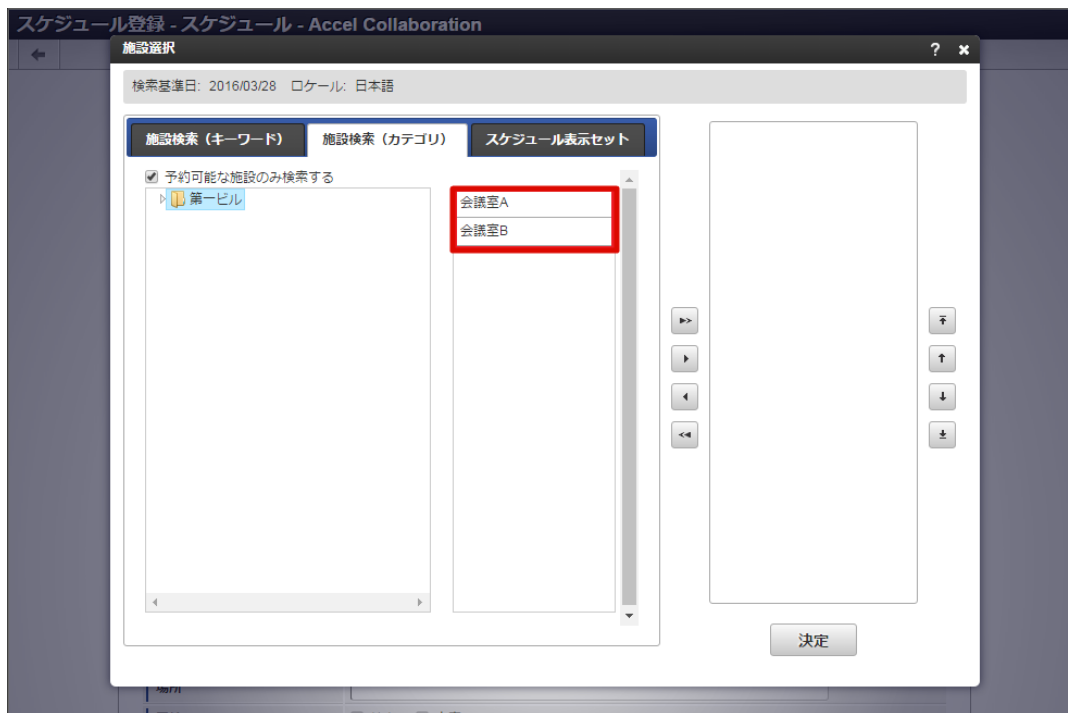 スケジュール登録 - スケジュール - Accel Collaboration
施設選択
?
検索基準日: 2016/03/28 ロケール: 日本語
施設検索（キーワード） 施設検索（カテゴリ） スケジュール表示セット
予約可能な施設のみ検索する
第一ビル
会議室A
会議室B
決定
場所